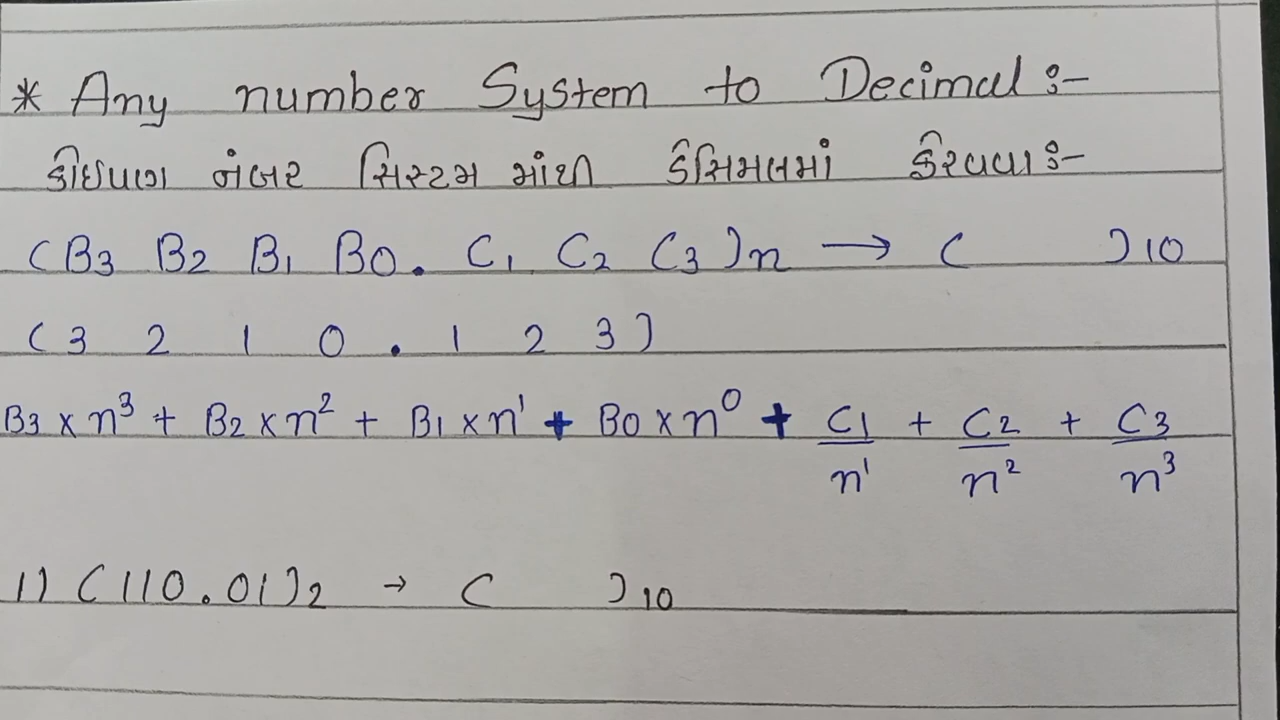 * Any number System to Decimal :-
કોઈપણ નંબર સિસ્ટમ માંથી ડેસિમલમાં ફેરવવા :-
(B3 B2 B1 B0 . C1 C2 C3)n → ( )10
(3 2 1 0 . 1 2 3)
B3 × n³ + B2 × n² + B1 × n¹ + B0 × n⁰ + C1/n¹ + C2/n² + C3/n³
1) (110.01)2 → ( )10